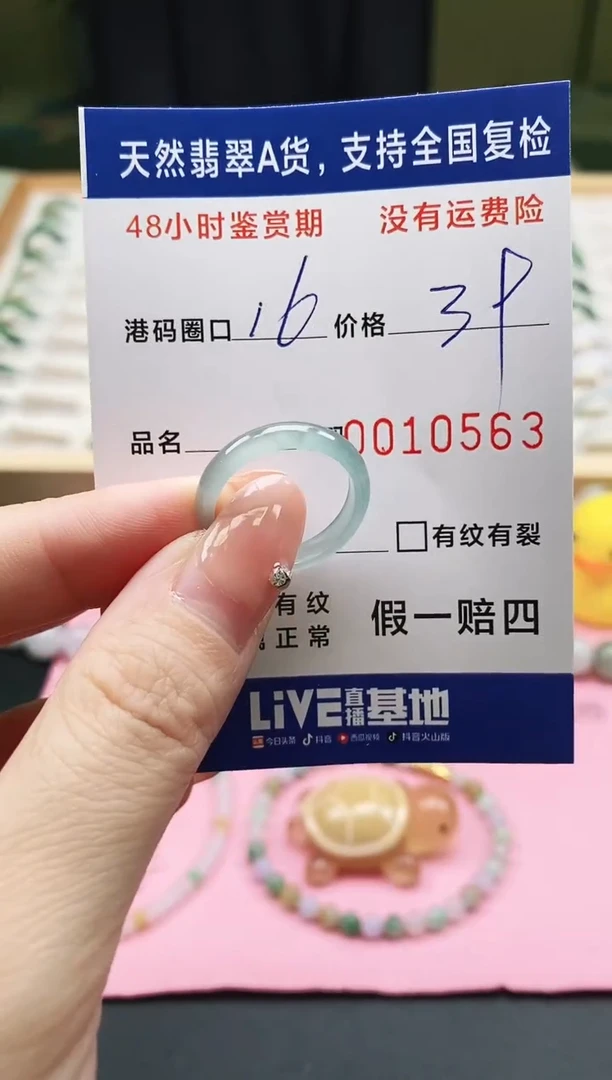 天然翡翠A货，支持全国复检
48小时鉴赏期 没有运费险
港码圈口 16 价格
品名 0010563
□有纹有裂
有纹 假一赔四
正常
LiVE直播基地
今日头条 抖音 西瓜视频 抖音火山版